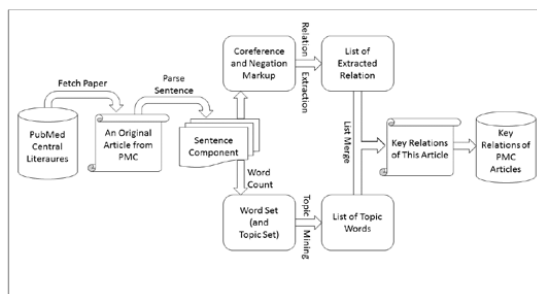 Fetch Paper
PubMed
Central
Literaures
An Original
Article from
PMC
Parse
Sentence
Sentence
Component
Coreference
and Negation
Markup
Relation
Extraction
List of
Extracted
Relation
Word
Count
Word Set
(and
Topic Set)
Topic
Mining
List of Topic
Words
List Merge
Key Relations
of This Article
Key
Relations of
PMC
Articles